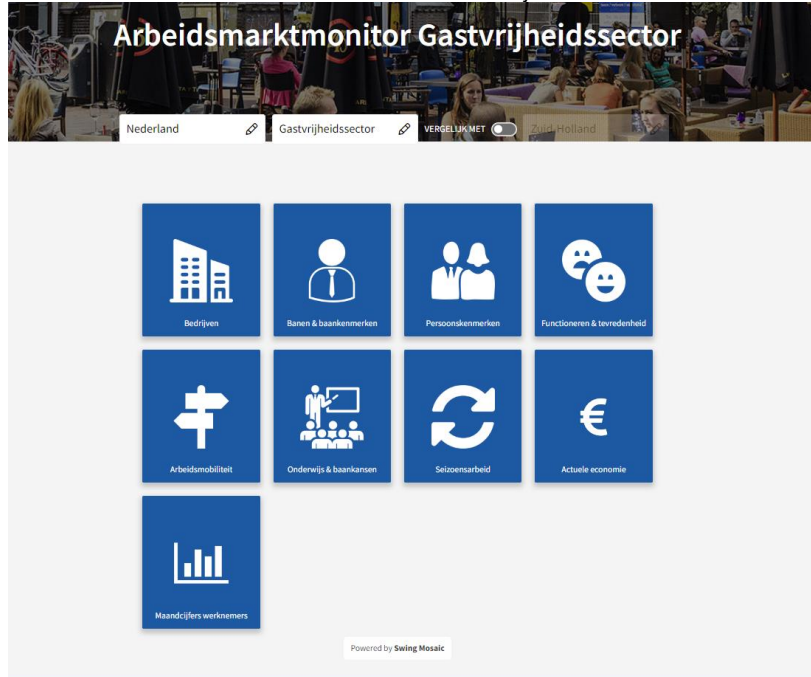 Arbeidsmarktmonitor Gastvrijheidssector
Nederland
Gastvrijheidssector
VERGELIJK MET
Zuid-Holland
Bedrijven
Banen & baankenmerken
Persoonskenmerken
Functioneren & tevredenheid
Arbeidsmobiliteit
Onderwijs & baankansen
Seizoensarbeid
Actuele economie
Maandcijfers werknemers
Powered by Swing Mosaic